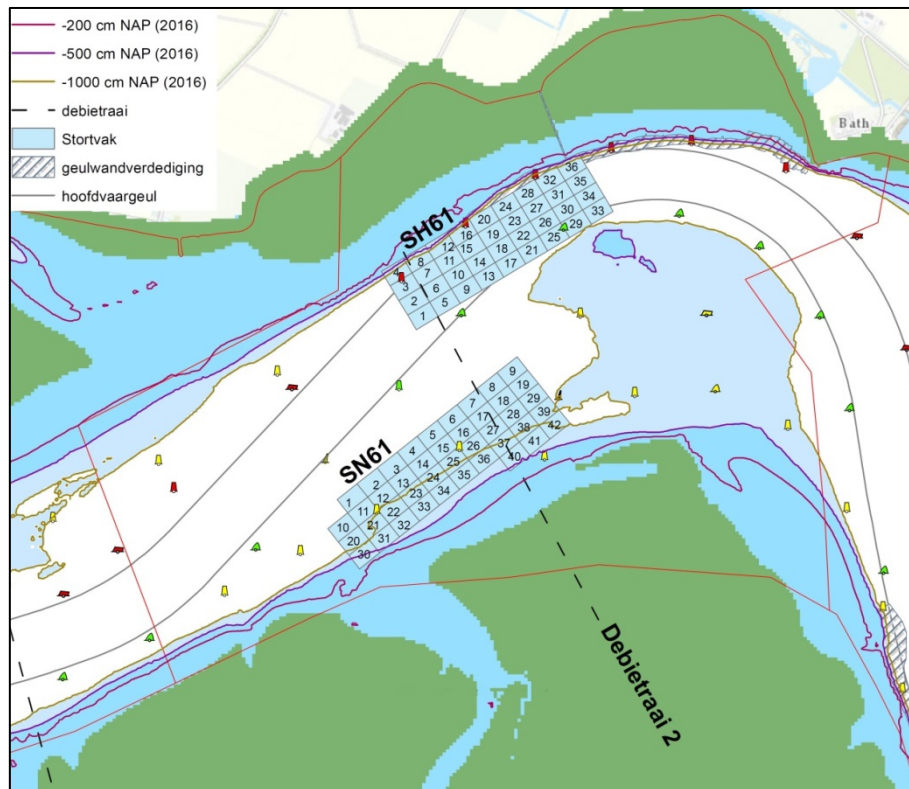 -200 cm NAP (2016)
-500 cm NAP (2016)
-1000 cm NAP (2016)
debietraai
Stortvak
geulwandverdediging
hoofdvaargeul
Bath
SH61
36
32 35
28 31 34
20 24 27 30 33
16 19 23 26 29
12 15 18 22 25
8 11 14 17 21
4 7 10 13
3 6 9
2 5
1
SN61
9
8 19
7 18 29
6 17 28 39
5 16 27 38 42
4 15 26 37 41
3 14 25 36 40
2 13 24 35
1 12 23 34
11 22 33
10 21 32
20 31
30
Debietraai 2